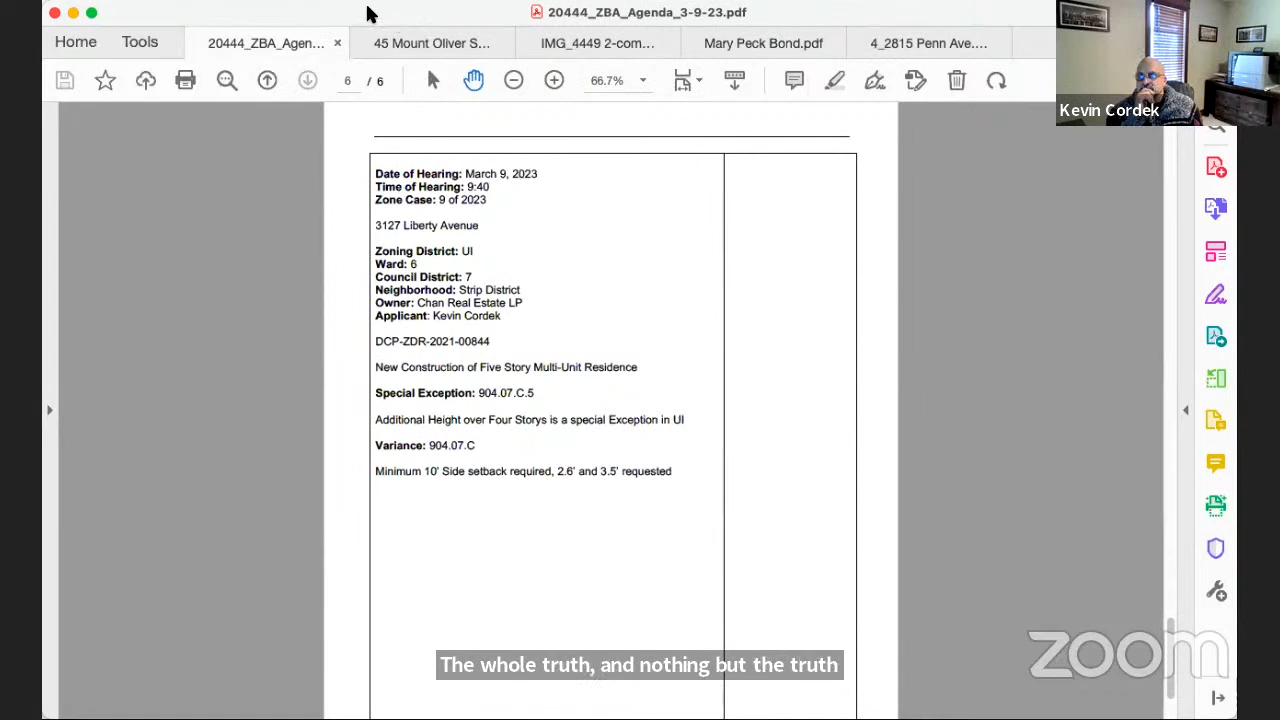 20444_ZBA_Agenda_3-9-23.pdf
Home
Tools
20444_ZBA_Agen...
45 Mount Oliv
G_4449 2-com...
Mary Peck Bond.pdf
Penn Ave....
6 / 6
66.7%
Kevin Cordek
Date of Hearing: March 9, 2023
Time of Hearing: 9:40
Zone Case: 9 of 2023
3127 Liberty Avenue
Zoning District: UI
Ward: 6
Council District: 7
Neighborhood: Strip District
Owner: Chan Real Estate LP
Applicant: Kevin Cordek
DCP-ZDR-2021-00844
New Construction of Five Story Multi-Unit Residence
Special Exception: 904.07.C.5
Additional Height over Four Storys is a special Exception in UI
Variance: 904.07.C
Minimum 10' Side setback required, 2.6' and 3.5' requested
The whole truth, and nothing but the truth
zoom